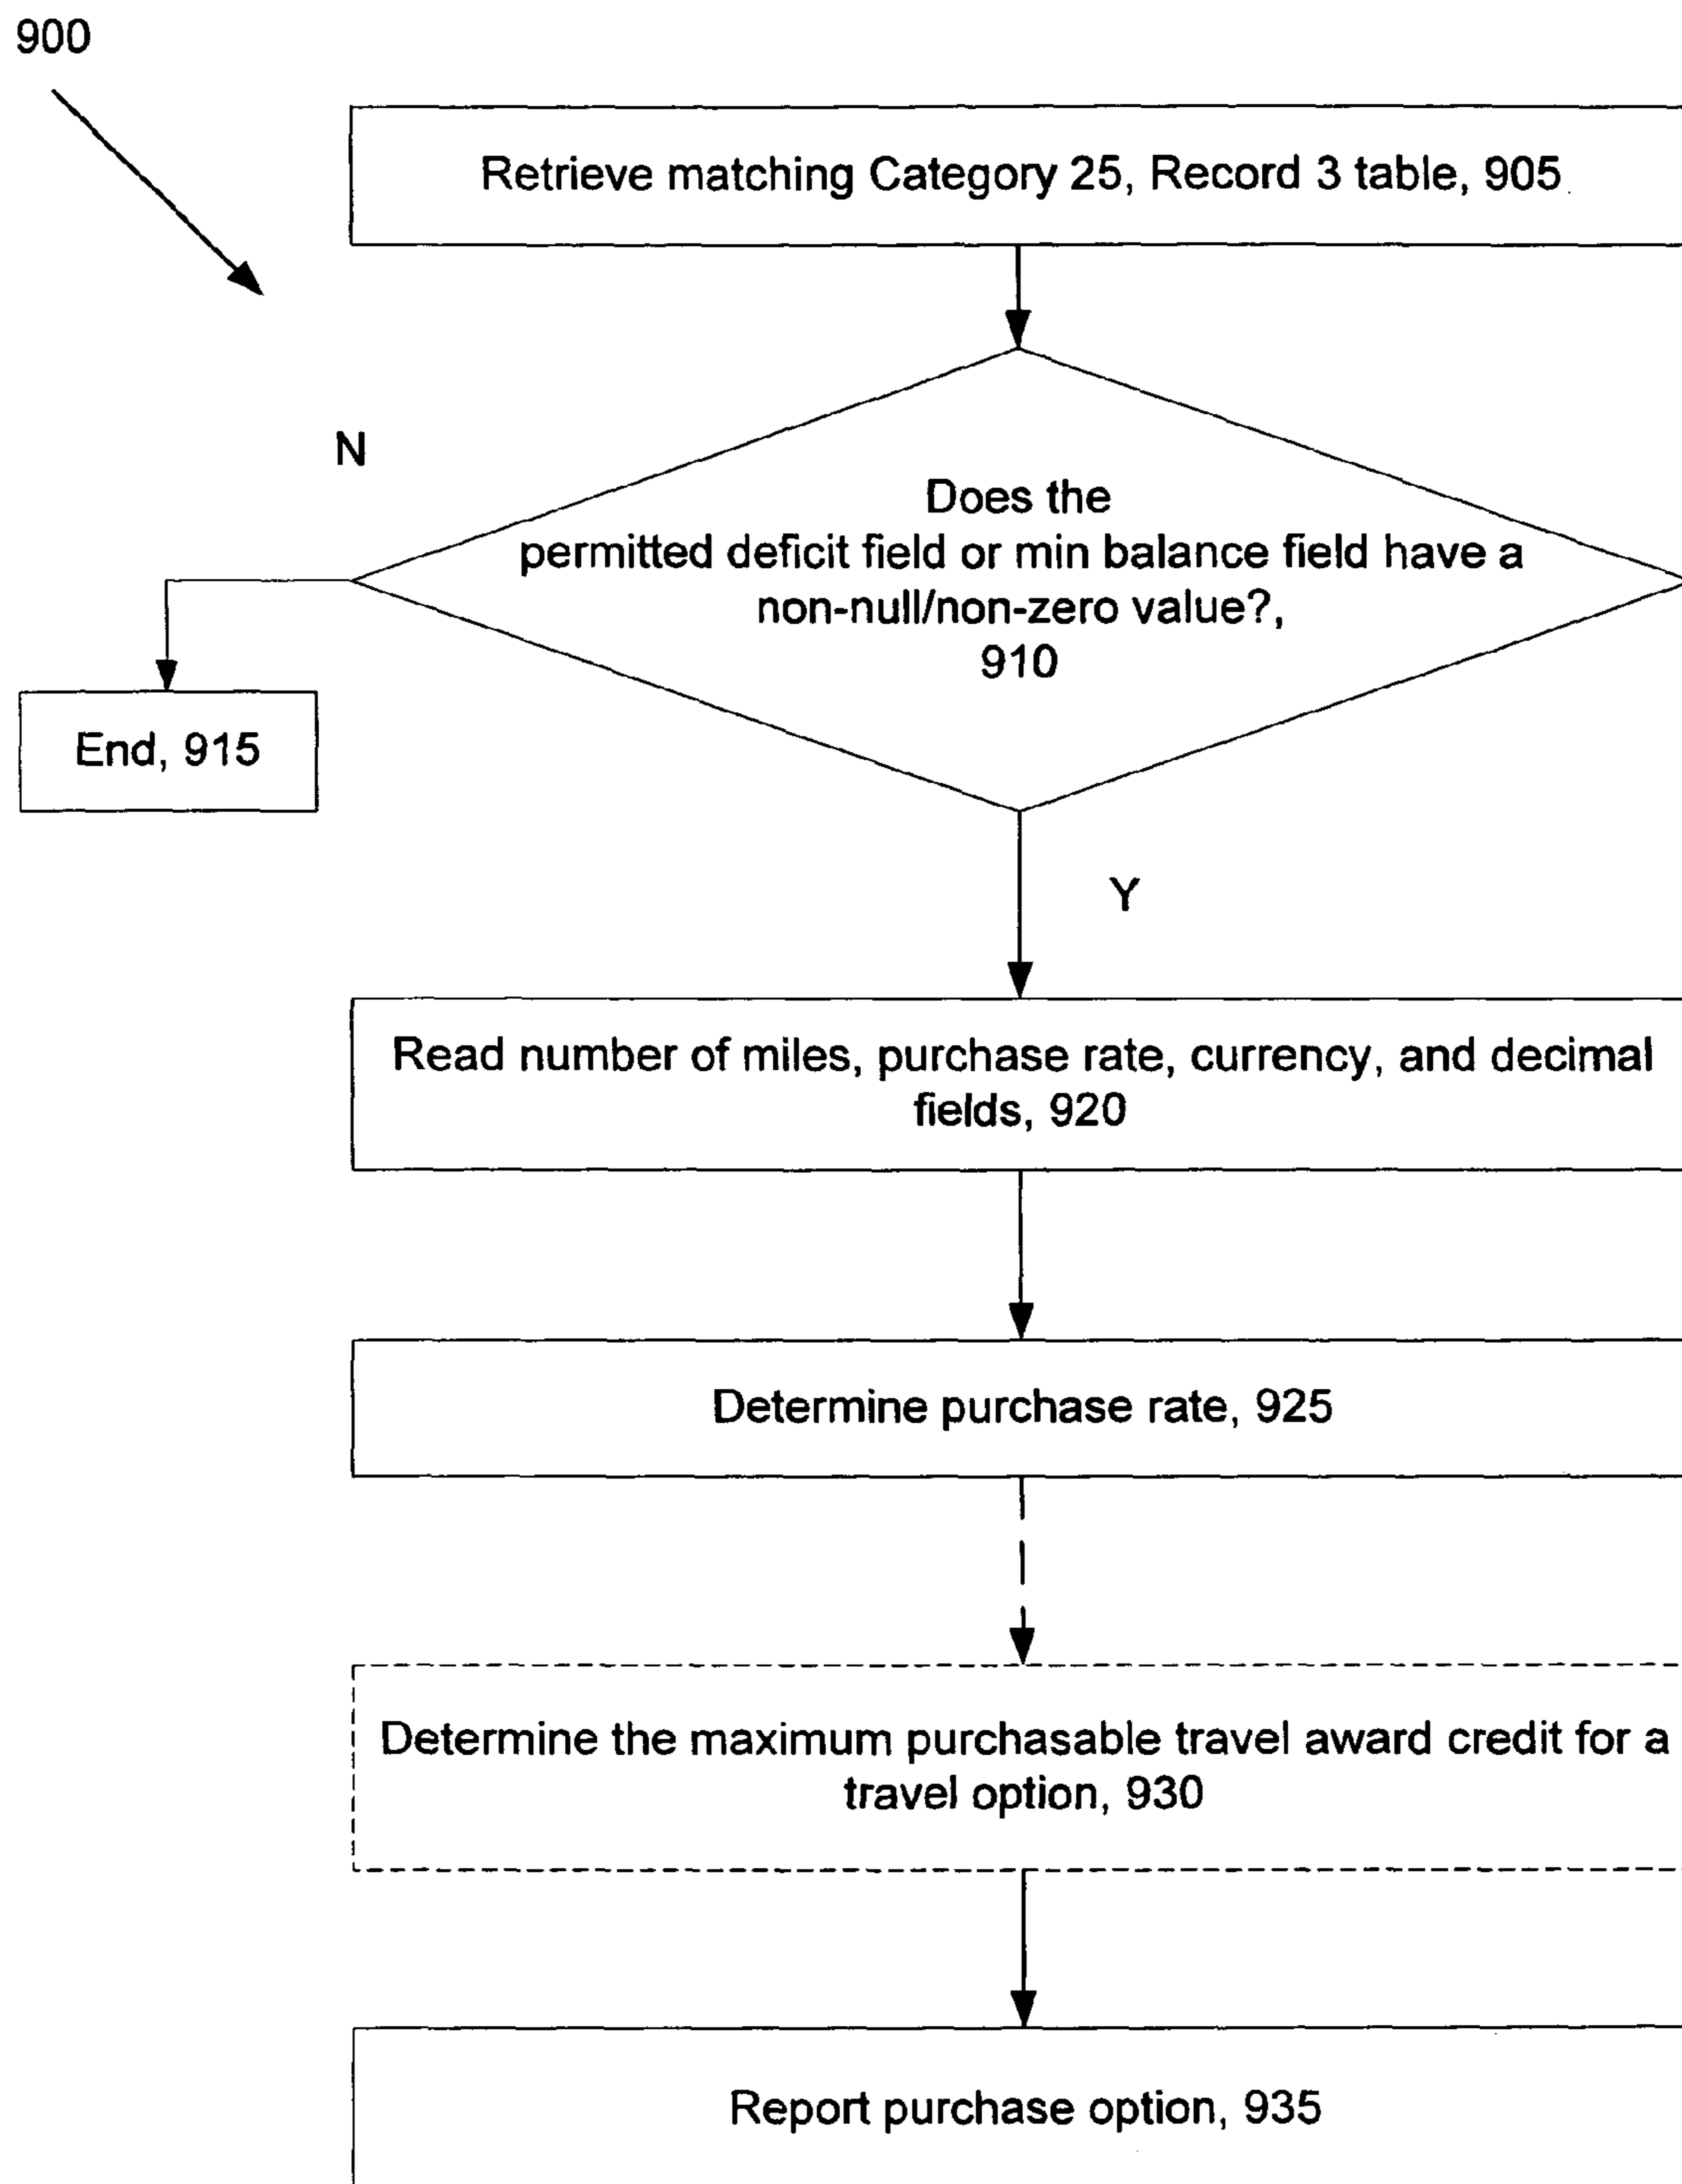 900
Retrieve matching Category 25, Record 3 table, 905
N
Does the
permitted deficit field or min balance field have a
non-null/non-zero value?,
910
End, 915
Y
Read number of miles, purchase rate, currency, and decimal
fields, 920
Determine purchase rate, 925
Determine the maximum purchasable travel award credit for a
travel option, 930
Report purchase option, 935